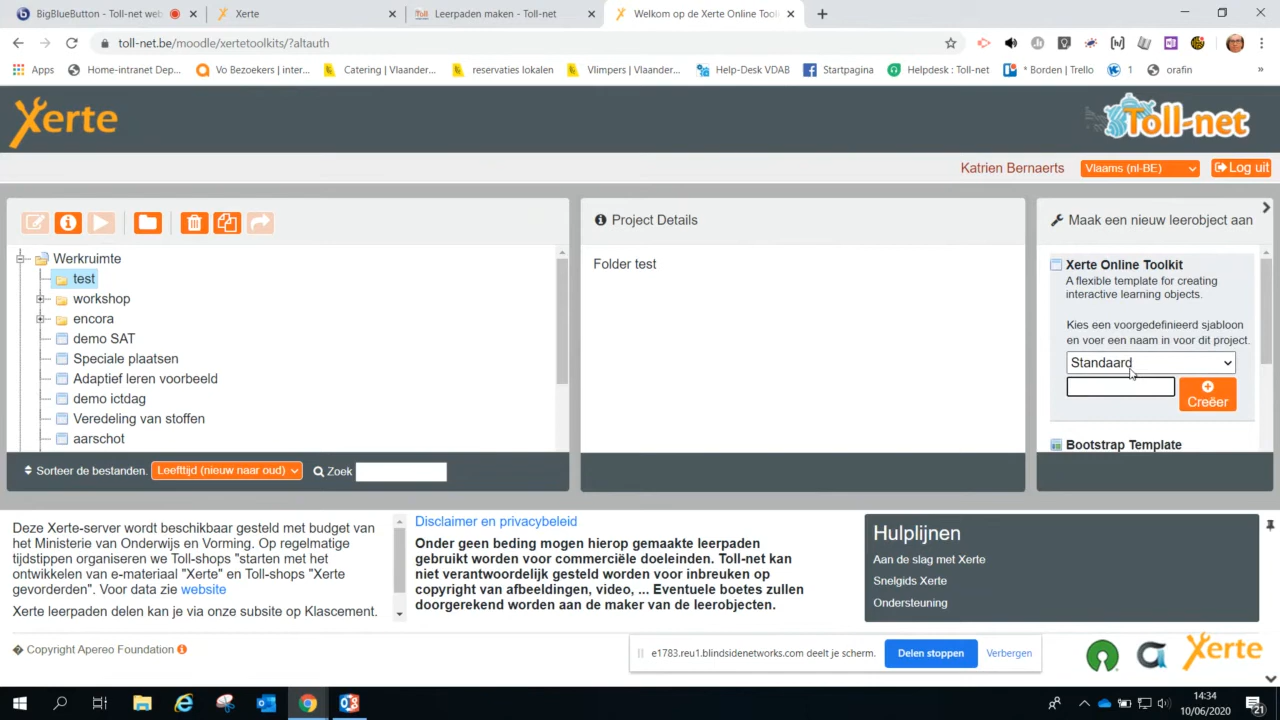 BigBlueButton - Toll-net web
Xerte
Leerpaden maken - Toll-net
Welkom op de Xerte Online Tool
toll-net.be/moodle/xertetoolkits/?altauth
Apps
Home-intranet Dep...
Vo Bezoekers | inter...
Catering | Vlaander...
reservaties lokalen
Vlimpers | Vlaander...
Help-Desk VDAB
Startpagina
Helpdesk : Toll-net
* Borden | Trello
1
orafin
»
Xerte
Toll-net
Katrien Bernaerts
Vlaams (nl-BE)
Log uit
Project Details
Maak een nieuw leerobject aan
Werkruimte
test
workshop
encora
demo SAT
Speciale plaatsen
Adaptief leren voorbeeld
demo ictdag
Veredeling van stoffen
aarschot
Folder test
Xerte Online Toolkit
A flexible template for creating
interactive learning objects.
Kies een voorgedefinieerd sjabloon
en voer een naam in voor dit project.
Standaard
Creëer
Bootstrap Template
Sorteer de bestanden.
Leefttijd (nieuw naar oud)
Zoek
Deze Xerte-server wordt beschikbaar gesteld met budget van
het Ministerie van Onderwijs en Vorming. Op regelmatige
tijdstippen organiseren we Toll-shops "starten met het
ontwikkelen van e-materiaal "Xerte" en Toll-shops "Xerte
gevorderden". Voor data zie website
Xerte leerpaden delen kan je via onze subsite op Klascement.
Disclaimer en privacybeleid
Onder geen beding mogen hierop gemaakte leerpaden
gebruikt worden voor commerciële doeleinden. Toll-net kan
niet verantwoordelijk gesteld worden voor inbreuken op
copyright van afbeeldingen, video, ... Eventuele boetes zullen
doorgerekend worden aan de maker van de leerobjecten.
Hulplijnen
Aan de slag met Xerte
Snelgids Xerte
Ondersteuning
Copyright Apereo Foundation
e1783.reu1.blindsidenetworks.com deelt je scherm.
Delen stoppen
Verbergen
Xerte
14:34
10/06/2020
21